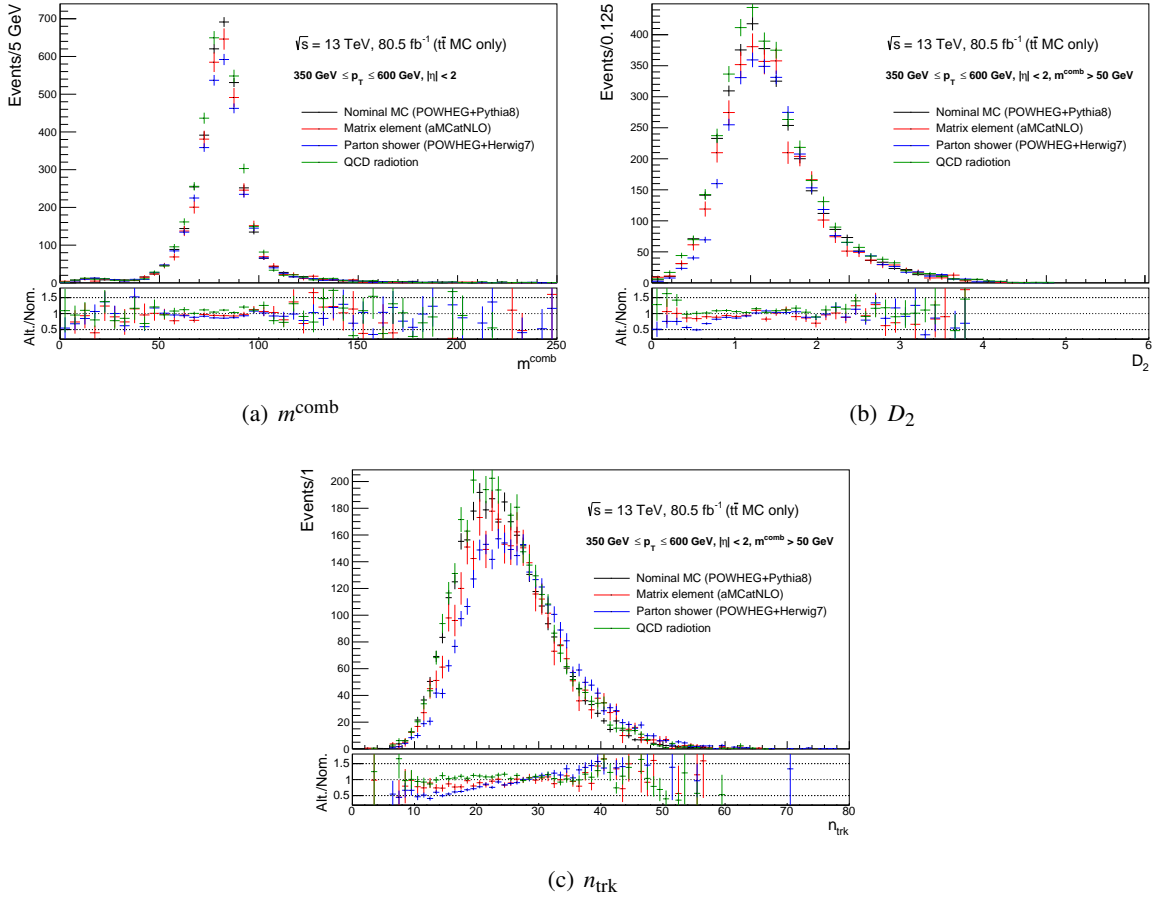 Events/5 GeV
700
600
500
400
300
200
100
0
√s = 13 TeV, 80.5 fb⁻¹ (tt̄ MC only)
350 GeV ≤ p_T ≤ 600 GeV, |η| < 2
Nominal MC (POWHEG+Pythia8)
Matrix element (aMCatNLO)
Parton shower (POWHEG+Herwig7)
QCD radiotion
Alt./Nom.
1.5
1
0.5
0 50 100 150 200 250
m^comb
(a) m^comb
Events/0.125
450
400
350
300
250
200
150
100
50
0
√s = 13 TeV, 80.5 fb⁻¹ (tt̄ MC only)
350 GeV ≤ p_T ≤ 600 GeV, |η| < 2, m^comb > 50 GeV
Nominal MC (POWHEG+Pythia8)
Matrix element (aMCatNLO)
Parton shower (POWHEG+Herwig7)
QCD radiotion
Alt./Nom.
1.5
1
0.5
0 1 2 3 4 5 6
D₂
(b) D₂
Events/1
200
180
160
140
120
100
80
60
40
20
0
√s = 13 TeV, 80.5 fb⁻¹ (tt̄ MC only)
350 GeV ≤ p_T ≤ 600 GeV, |η| < 2, m^comb > 50 GeV
Nominal MC (POWHEG+Pythia8)
Matrix element (aMCatNLO)
Parton shower (POWHEG+Herwig7)
QCD radiotion
Alt./Nom.
1.5
1
0.5
0 10 20 30 40 50 60 70 80
n_trk
(c) n_trk